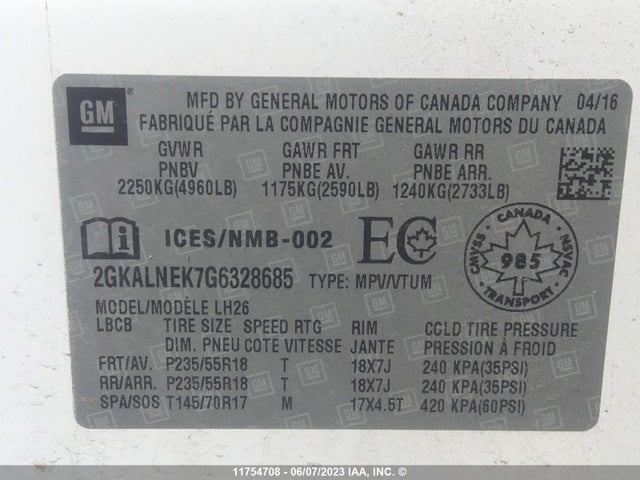 GM
MFD BY GENERAL MOTORS OF CANADA COMPANY 04/16
FABRIQUÉ PAR LA COMPAGNIE GENERAL MOTORS DU CANADA
GVWR GAWR FRT GAWR RR
PNBV PNBE AV. PNBE ARR.
2250KG(4960LB) 1175KG(2590LB) 1240KG(2733LB)
i ICES/NMB-002 EC
CANADA
CMVSS 985 NSVAC
TRANSPORT
2GKALNEK7G6328685 TYPE: MPV/VTUM
MODEL/MODÈLE LH26
LBCB TIRE SIZE SPEED RTG RIM COLD TIRE PRESSURE
DIM. PNEU COTE VITESSE JANTE PRESSION À FROID
FRT/AV. P235/55R18 T 18X7J 240 KPA(35PSI)
RR/ARR. P235/55R18 T 18X7J 240 KPA(35PSI)
SPA/SOS T145/70R17 M 17X4.5T 420 KPA(60PSI)
11754708 - 06/07/2023 IAA, Inc. ©